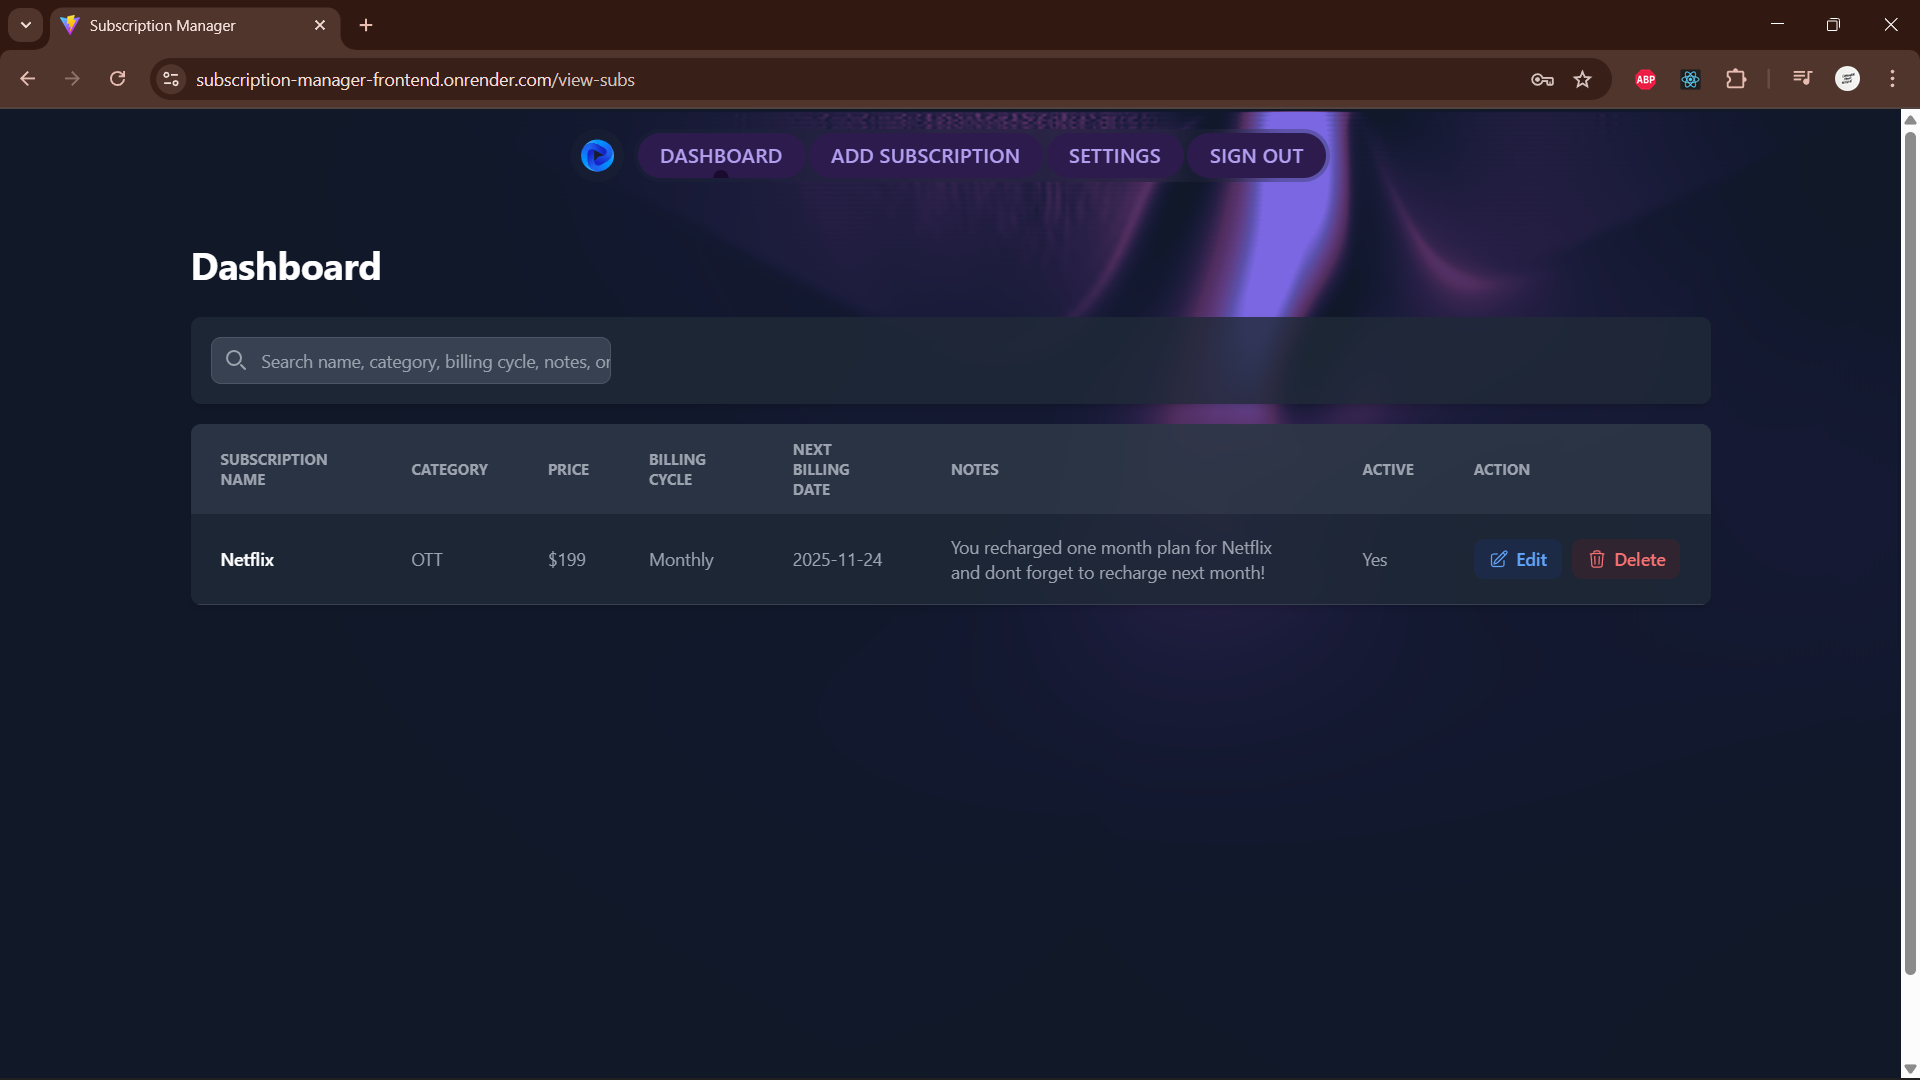 Subscription Manager
subscription-manager-frontend.onrender.com/view-subs
ABP
DASHBOARD
ADD SUBSCRIPTION
SETTINGS
SIGN OUT
Dashboard
Search name, category, billing cycle, notes, or
SUBSCRIPTION
NAME
CATEGORY
PRICE
BILLING
CYCLE
NEXT
BILLING
DATE
NOTES
ACTIVE
ACTION
Netflix
OTT
$199
Monthly
2025-11-24
You recharged one month plan for Netflix
and dont forget to recharge next month!
Yes
Edit
Delete